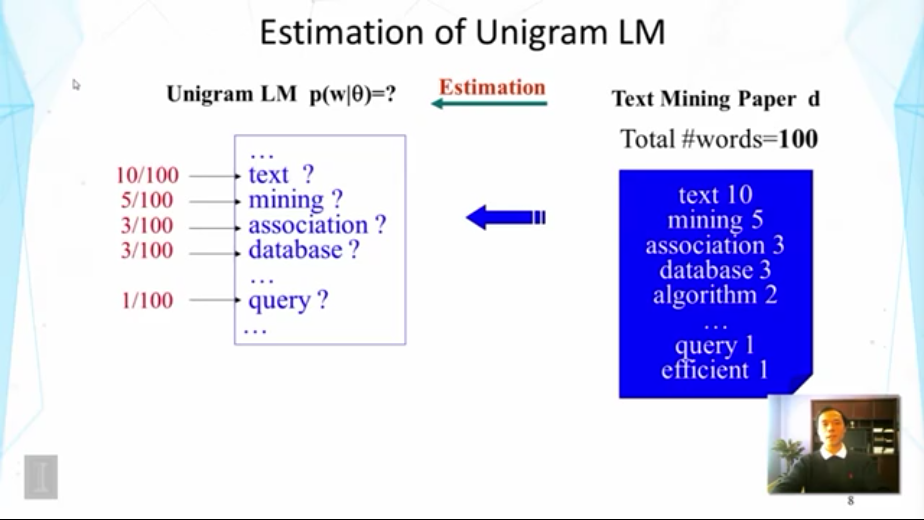 Estimation of Unigram LM
Unigram LM p(w|θ)=?
Estimation
Text Mining Paper d
Total #words=100
10/100
5/100
3/100
3/100
1/100
…
text ?
mining ?
association ?
database ?
…
query ?
…
text 10
mining 5
association 3
database 3
algorithm 2
…
query 1
efficient 1
I
8